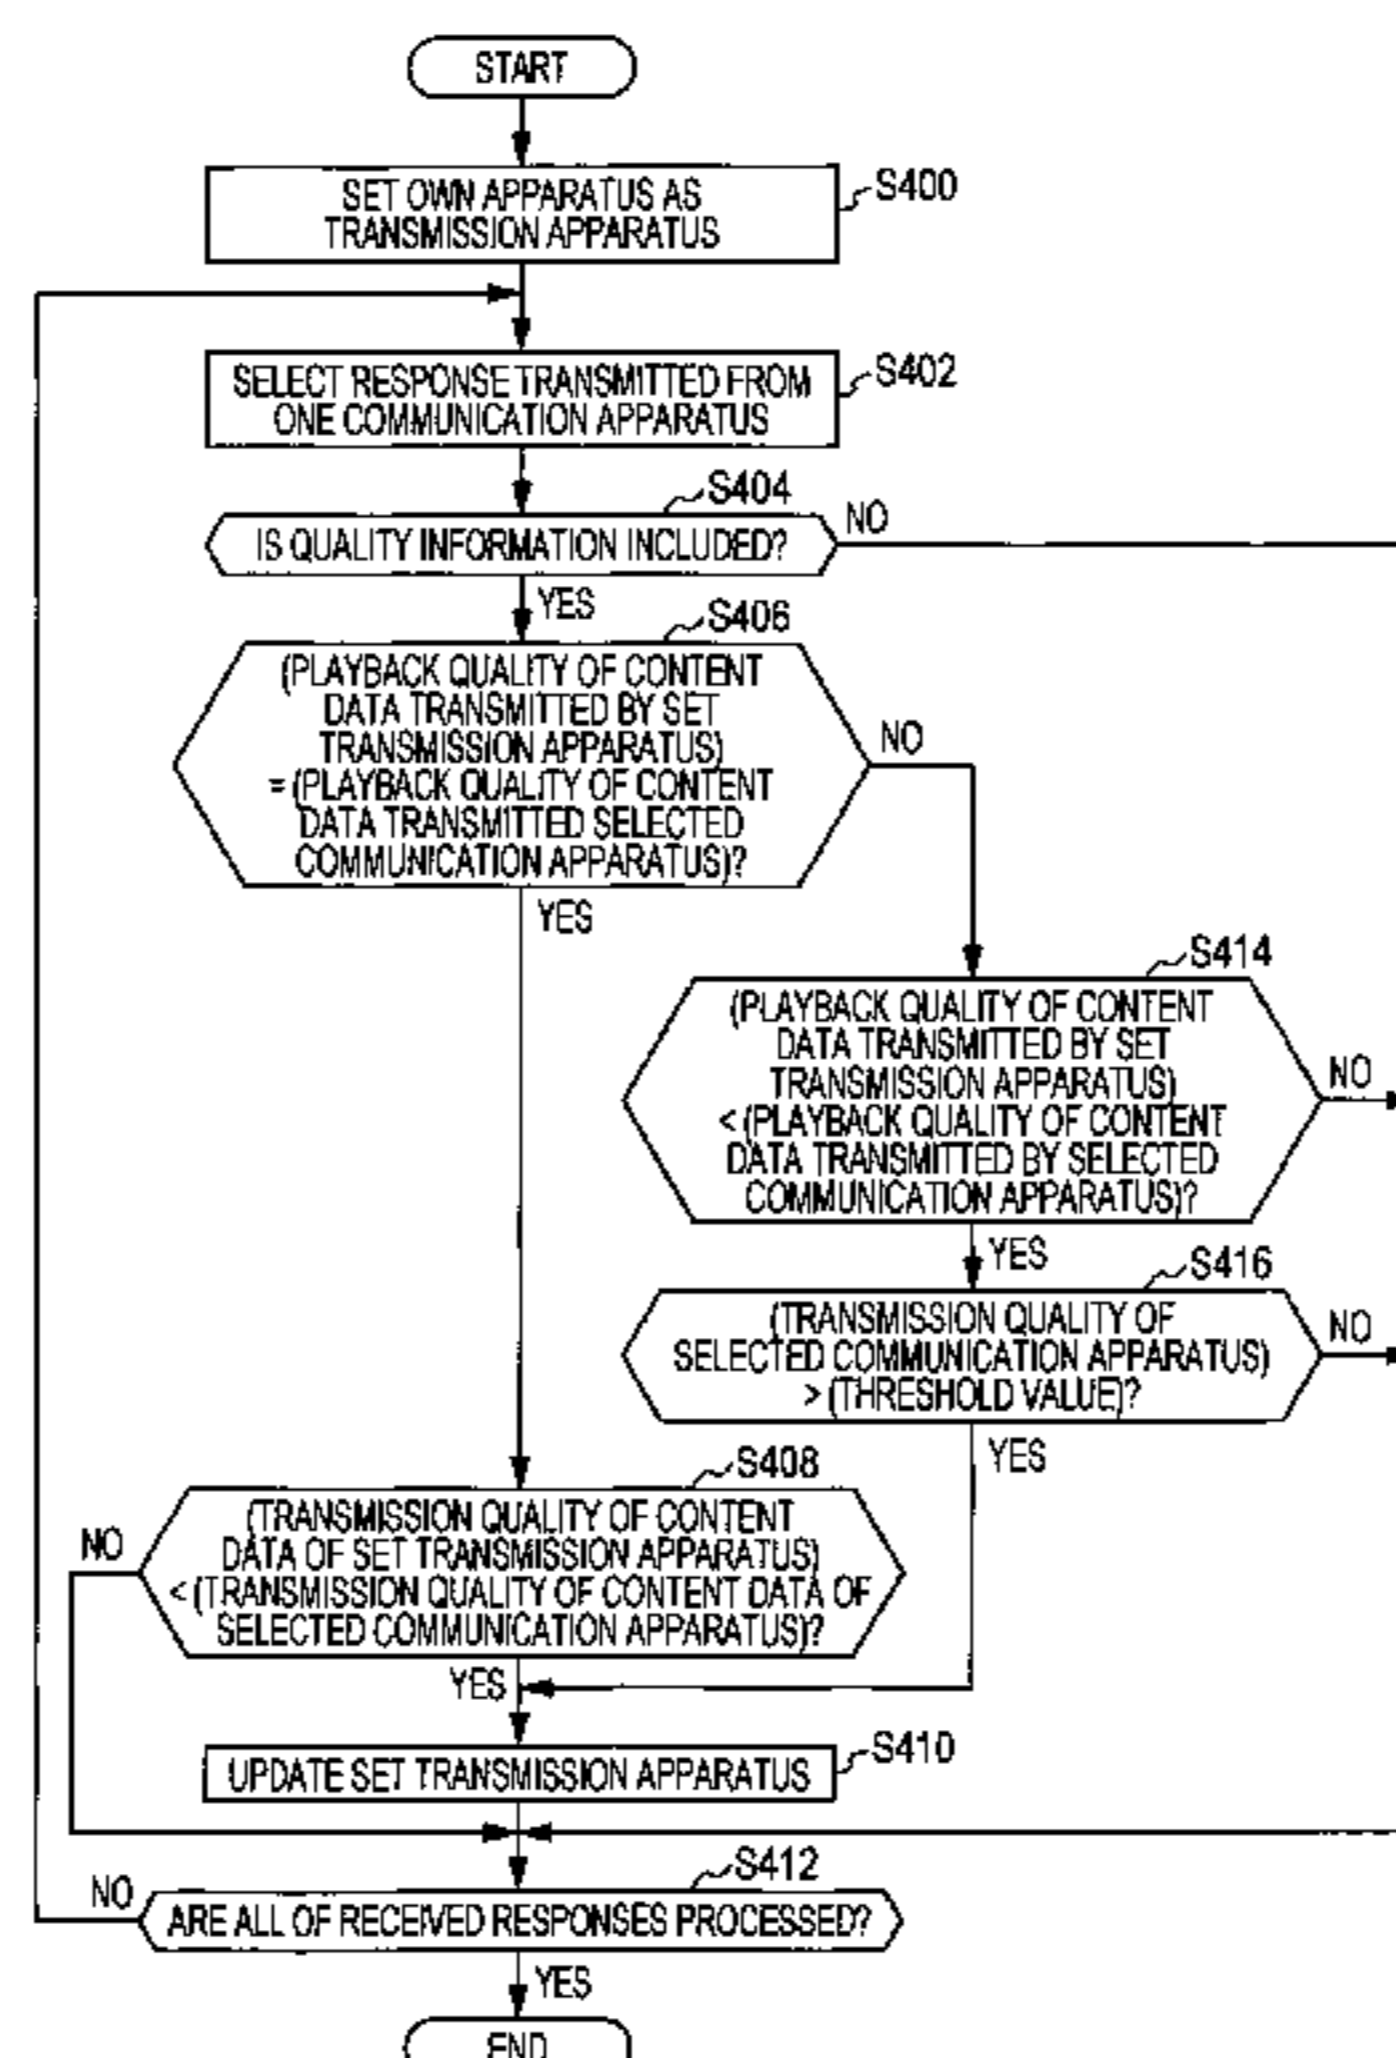 START
SET OWN APPARATUS AS
TRANSMISSION APPARATUS
S400
SELECT RESPONSE TRANSMITTED FROM
ONE COMMUNICATION APPARATUS
S402
S404
IS QUALITY INFORMATION INCLUDED?
NO
YES
S406
(PLAYBACK QUALITY OF CONTENT
DATA TRANSMITTED BY SET
TRANSMISSION APPARATUS)
= (PLAYBACK QUALITY OF CONTENT
DATA TRANSMITTED SELECTED
COMMUNICATION APPARATUS)?
NO
YES
S414
(PLAYBACK QUALITY OF CONTENT
DATA TRANSMITTED BY SET
TRANSMISSION APPARATUS)
< (PLAYBACK QUALITY OF CONTENT
DATA TRANSMITTED BY SELECTED
COMMUNICATION APPARATUS)?
NO
YES
S416
(TRANSMISSION QUALITY OF
SELECTED COMMUNICATION APPARATUS)
> (THRESHOLD VALUE)?
NO
YES
S408
(TRANSMISSION QUALITY OF CONTENT
DATA OF SET TRANSMISSION APPARATUS)
< (TRANSMISSION QUALITY OF CONTENT DATA OF
SELECTED COMMUNICATION APPARATUS)?
NO
YES
UPDATE SET TRANSMISSION APPARATUS
S410
S412
ARE ALL OF RECEIVED RESPONSES PROCESSED?
NO
YES
END